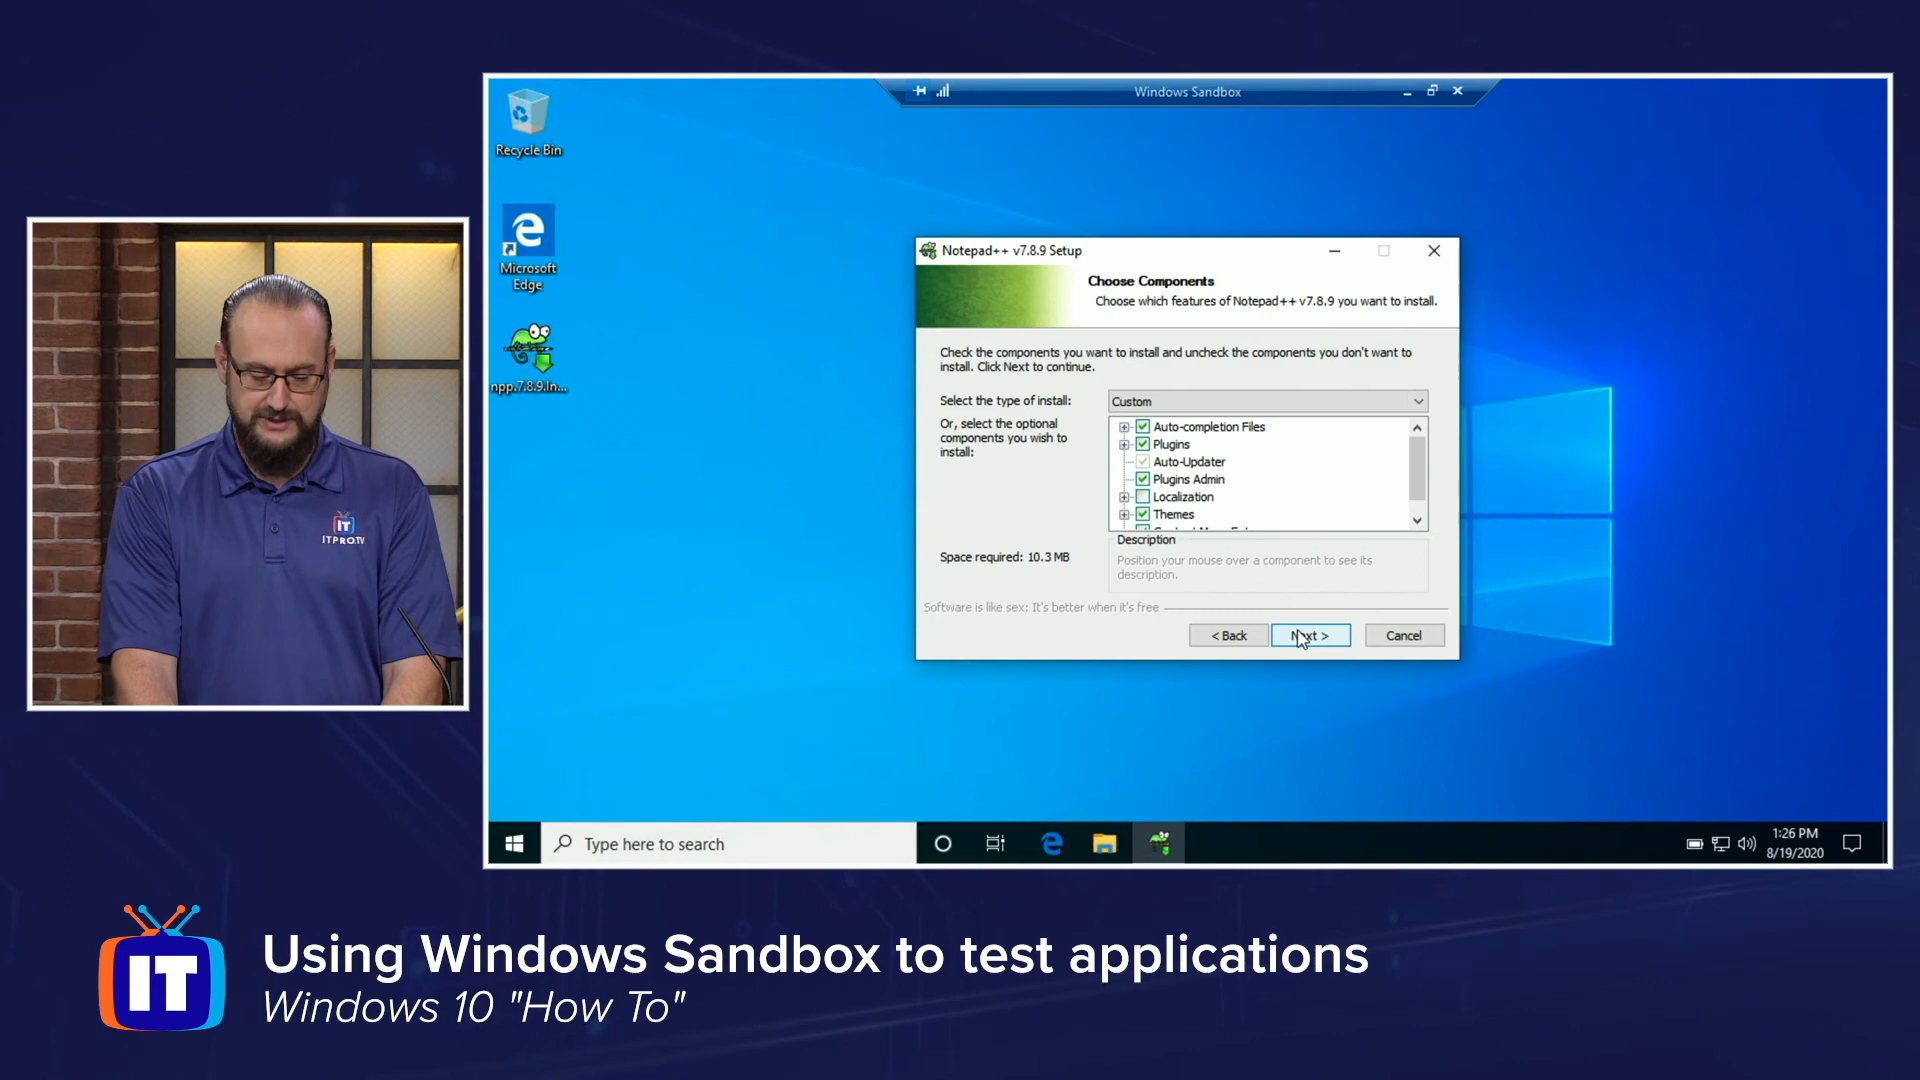 Windows Sandbox
Recycle Bin
Microsoft
Edge
npp.7.8.9.In...
Notepad++ v7.8.9 Setup
Choose Components
Choose which features of Notepad++ v7.8.9 you want to install.
Check the components you want to install and uncheck the components you don't want to
install. Click Next to continue.
Select the type of install:
Custom
Or, select the optional
components you wish to
install:
Auto-completion Files
Plugins
Auto-Updater
Plugins Admin
Localization
Themes
Description
Position your mouse over a component to see its
description.
Space required: 10.3 MB
Software is like sex: It's better when it's free
< Back
Next >
Cancel
IT
ITPRO.TV
Type here to search
1:26 PM
8/19/2020
IT
Using Windows Sandbox to test applications
Windows 10 "How To"